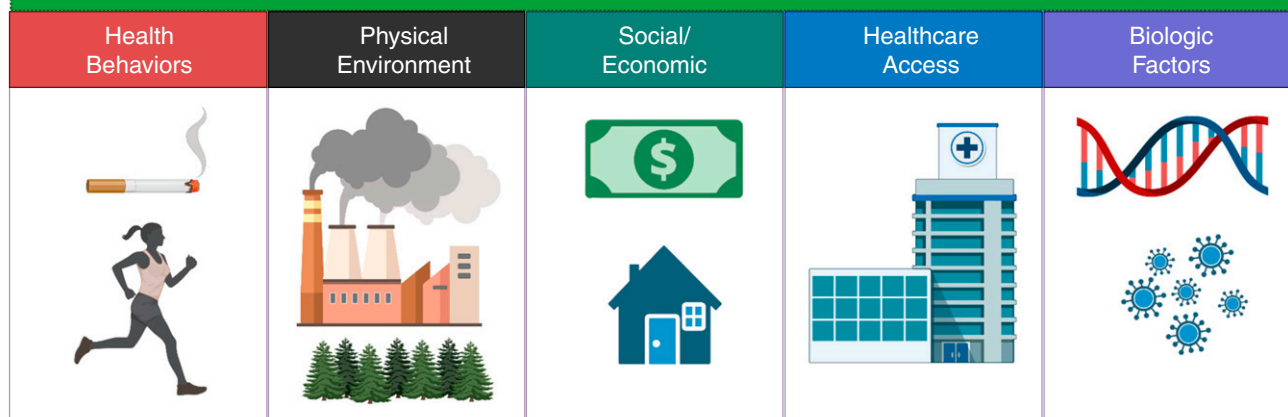 Health
Behaviors
Physical
Environment
Social/
Economic
Healthcare
Access
Biologic
Factors
$